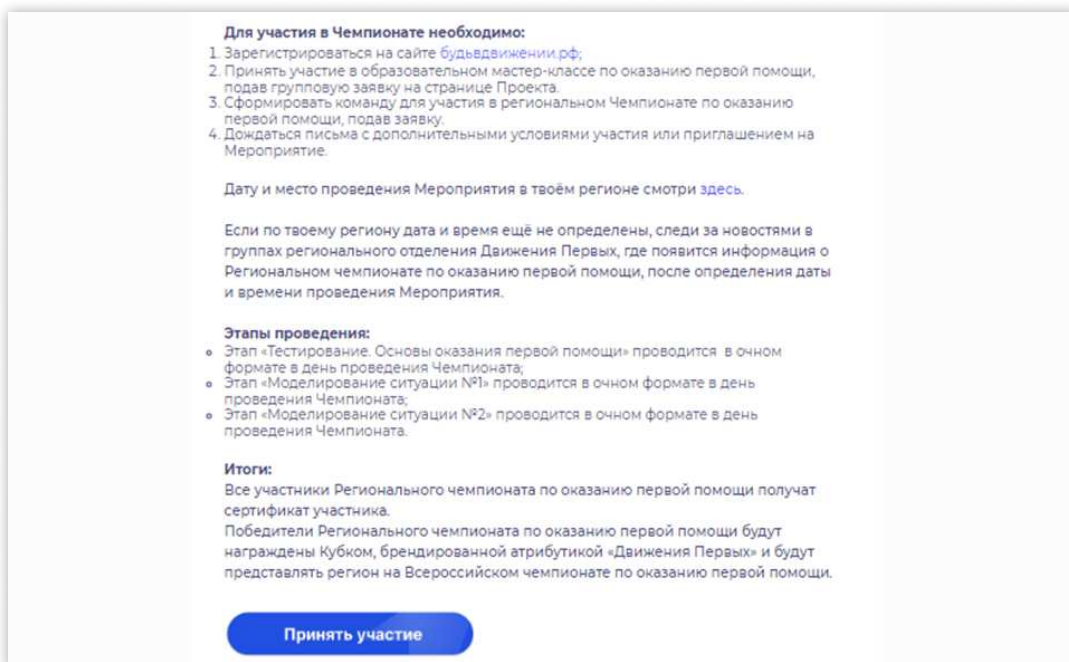 Для участия в Чемпионате необходимо:
1. Зарегистрироваться на сайте будьвдвижении.рф;
2. Принять участие в образовательном мастер-классе по оказанию первой помощи,
подав групповую заявку на странице Проекта.
3. Сформировать команду для участия в региональном Чемпионате по оказанию
первой помощи, подав заявку.
4. Дождаться письма с дополнительными условиями участия или приглашением на
Мероприятие.
Дату и место проведения Мероприятия в твоём регионе смотри здесь.
Если по твоему региону дата и время ещё не определены, следи за новостями в
группах регионального отделения Движения Первых, где появится информация о
Региональном чемпионате по оказанию первой помощи, после определения даты
и времени проведения Мероприятия.
Этапы проведения:
Этап «Тестирование. Основы оказания первой помощи» проводится в очном
формате в день проведения Чемпионата;
Этап «Моделирование ситуации №1» проводится в очном формате в день
проведения Чемпионата;
Этап «Моделирование ситуации №2» проводится в очном формате в день
проведения Чемпионата.
Итоги:
Все участники Регионального чемпионата по оказанию первой помощи получат
сертификат участника.
Победители Регионального чемпионата по оказанию первой помощи будут
награждены Кубком, брендированной атрибутикой «Движения Первых» и будут
представлять регион на Всероссийском чемпионате по оказанию первой помощи.
Принять участие